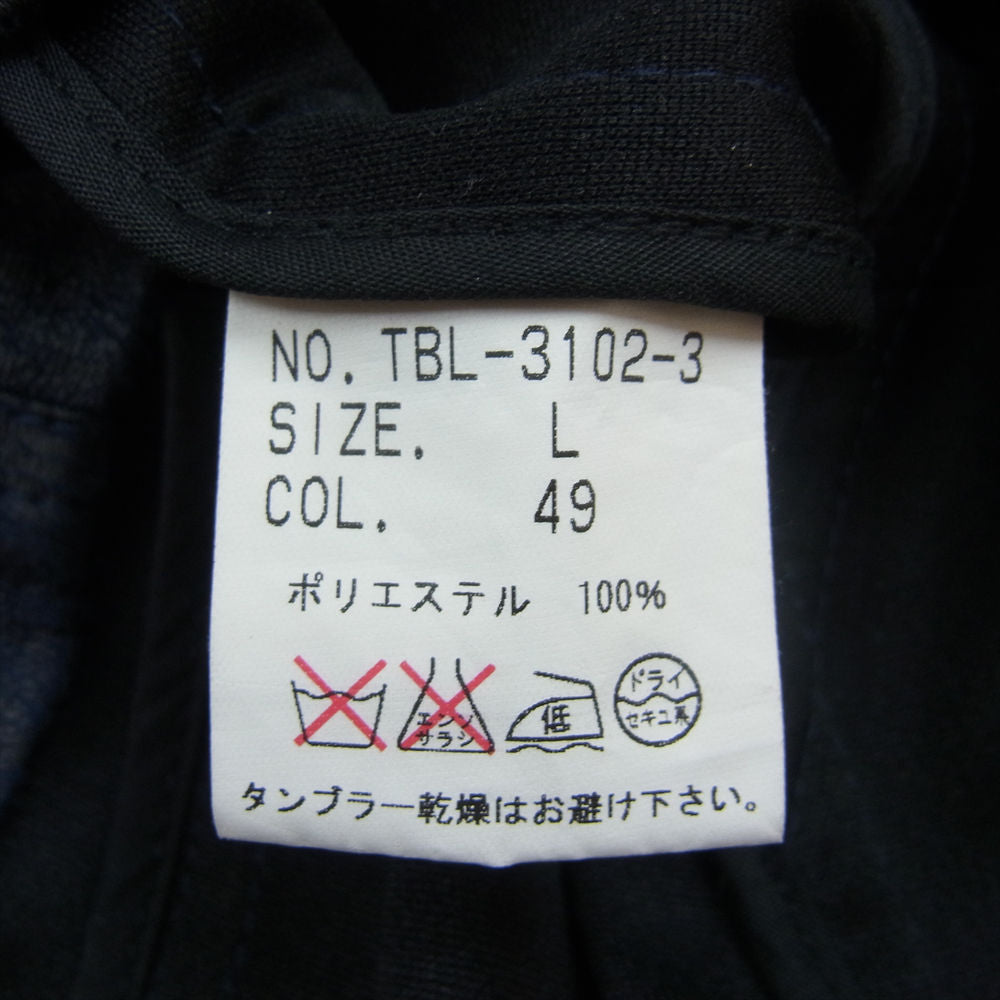 NO. TBL-3102-3
SIZE. L
COL. 49
ポリエステル 100%
エンソサラシ
低
ドライ
セキユ系
タンブラー乾燥はお避け下さい。